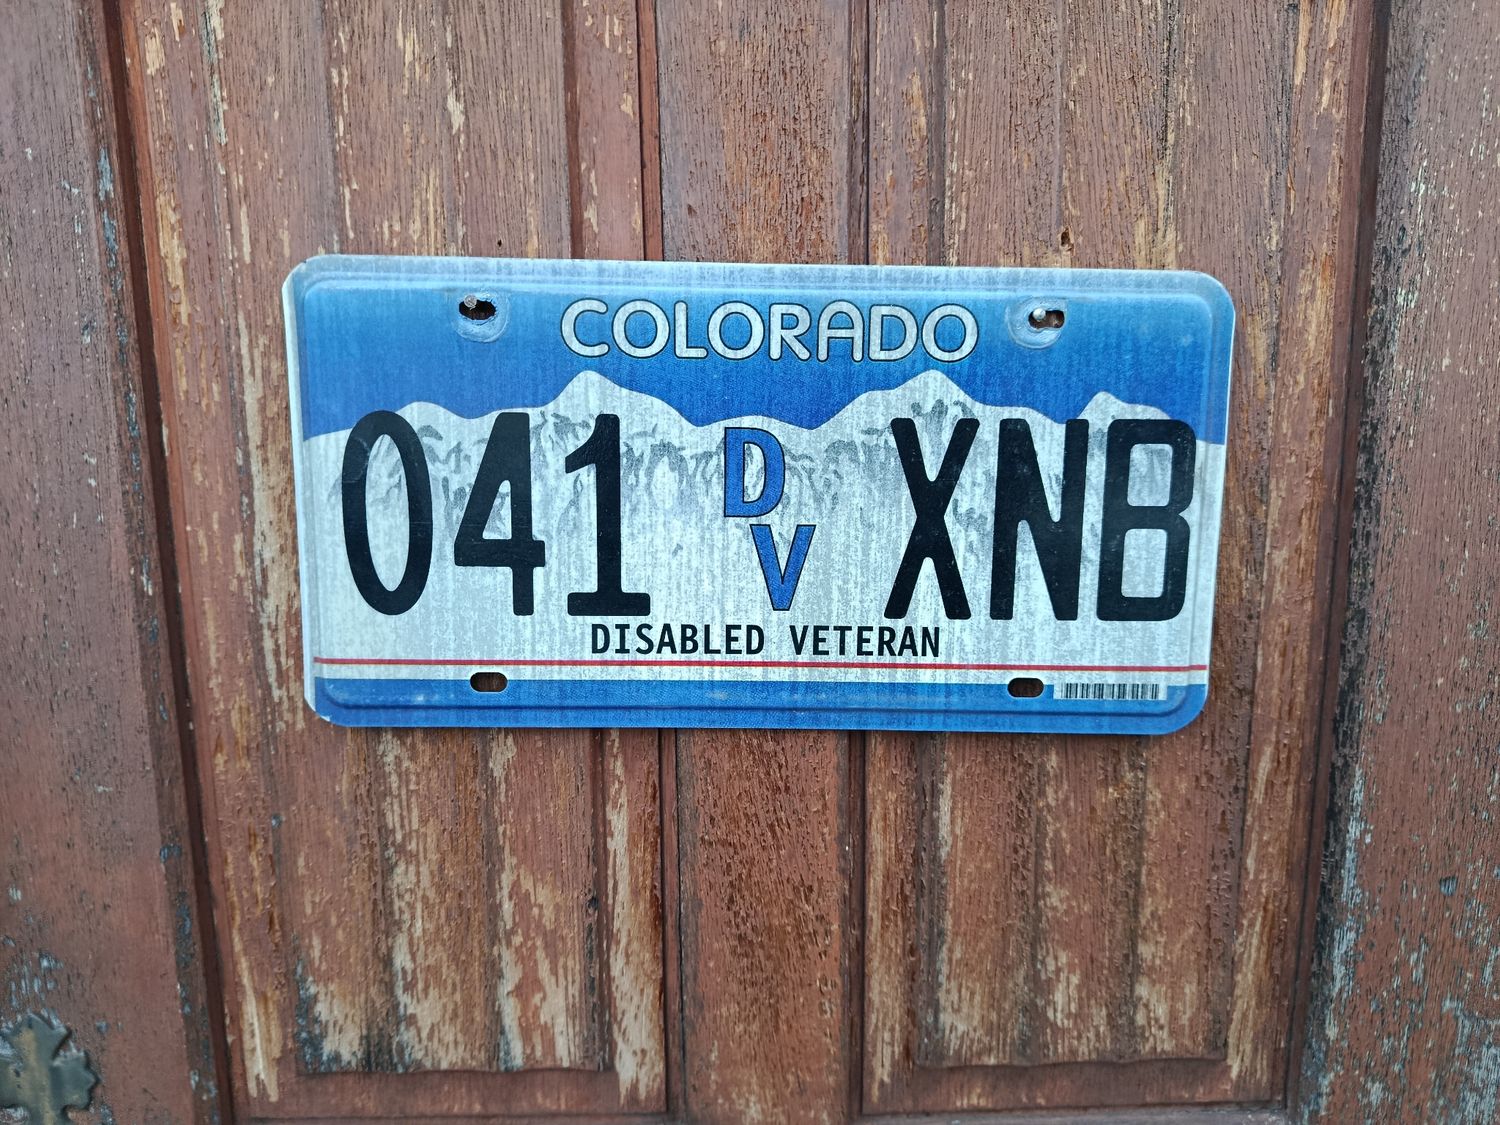 COLORADO
041 DV XNB
DISABLED VETERAN